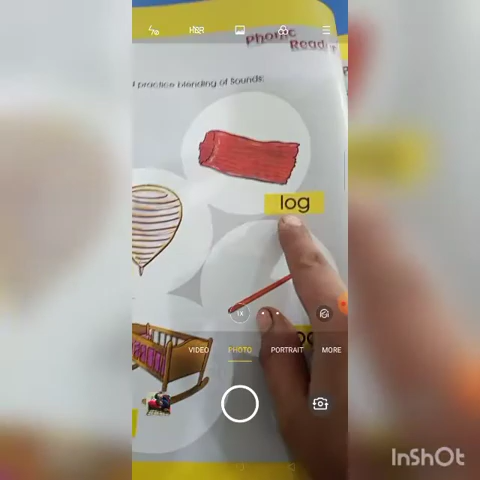 Phonic
Reader
practice blending of Sounds:
log
1X
VIDEO PHOTO PORTRAIT MORE
InShOt